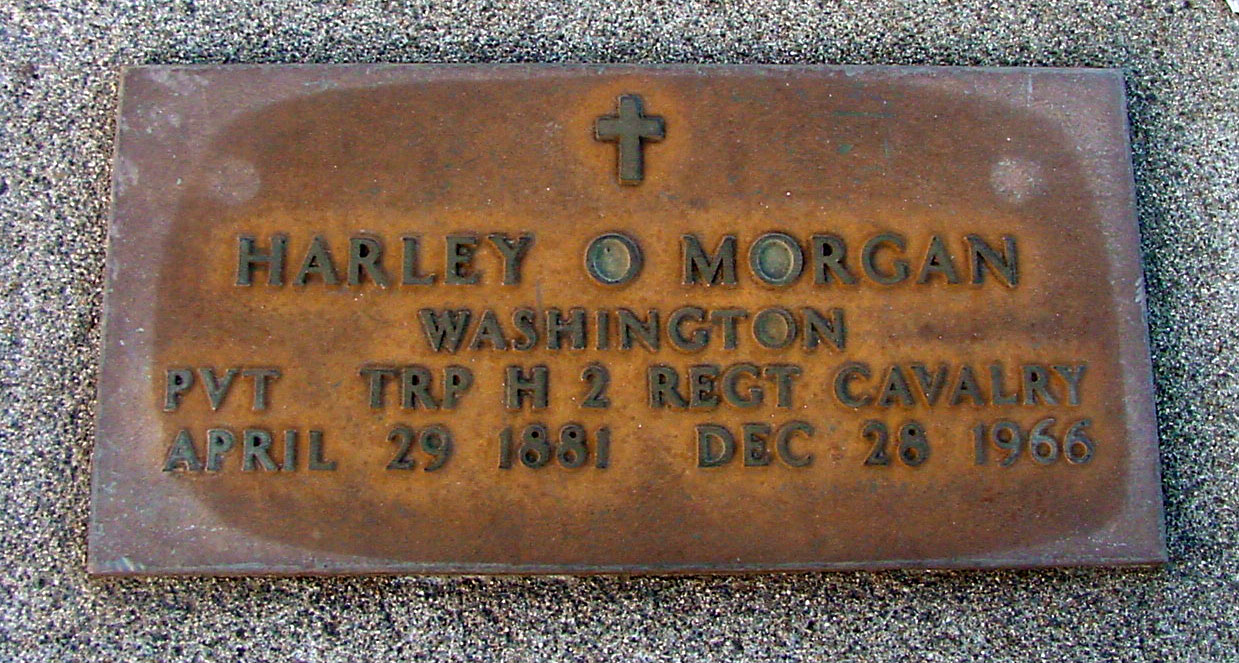 HARLEY O MORGAN
WASHINGTON
PVT TRP H 2 REGT CAVALRY
APRIL 29 1881 DEC 28 1966